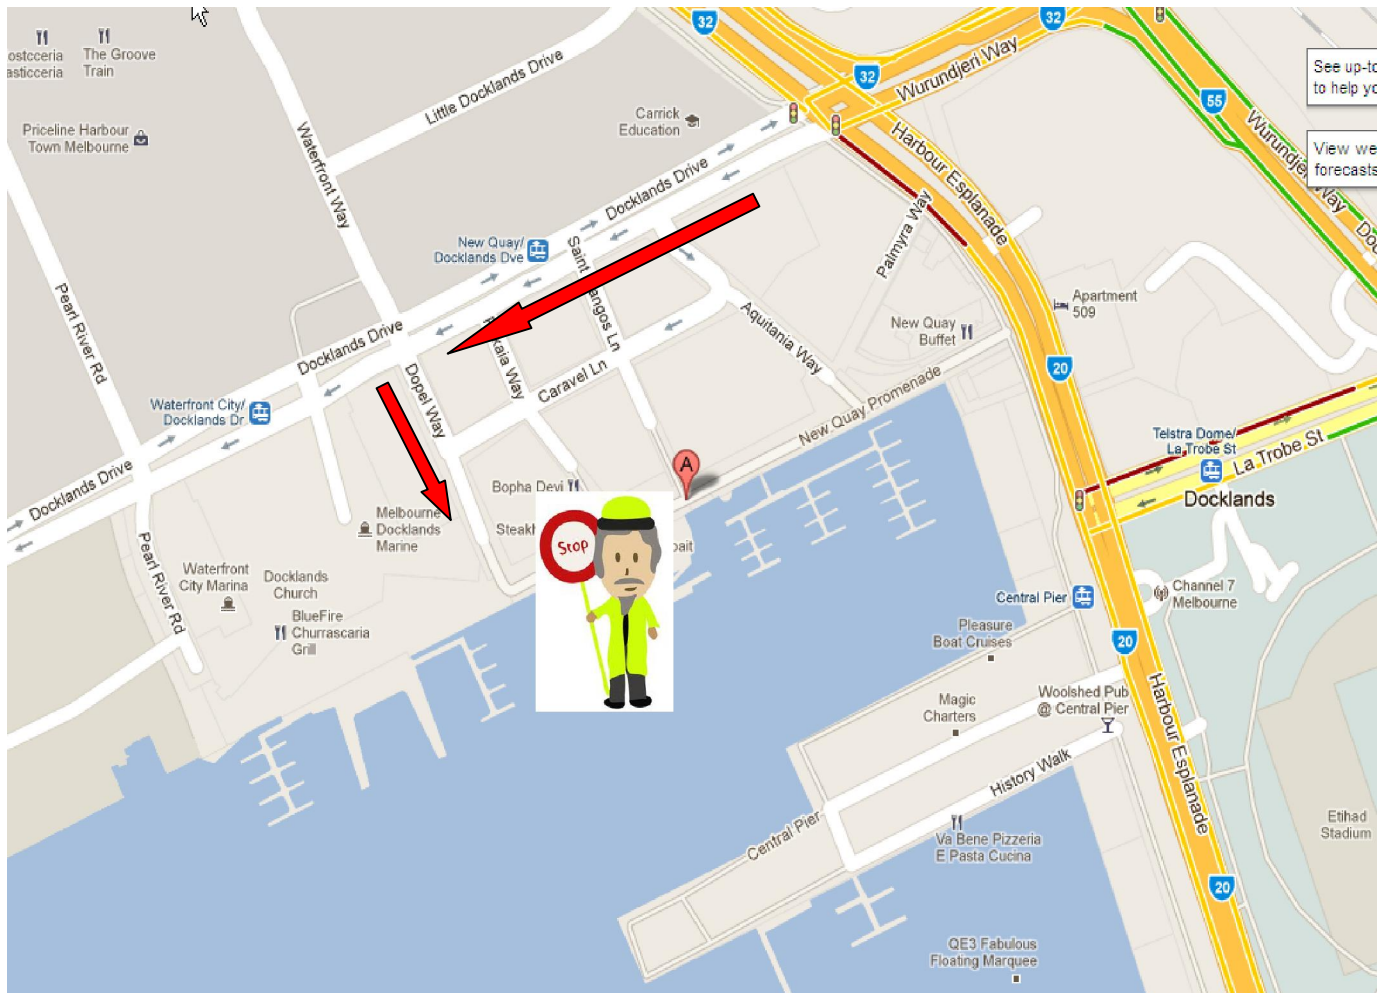 32
32
ostcceria
asticceria
The Groove
Train
Little Docklands Drive
32
Wurundjeri Way
See up-to
to help yo
55
Priceline Harbour
Town Melbourne
Waterfront Way
Carrick
Education
Harbour Esplanade
Wurundjeri Way
View we
forecasts
Docklands Drive
Palmyra Way
New Quay/
Docklands Dve
Saint
angos Ln
Pearl River Rd
Docklands Drive
kaia Way
Aquitania Way
New Quay
Buffet
Apartment
509
20
Dopel Way
Caravel Ln
Waterfront City/
Docklands Dr
New Quay Promenade
Telstra Dome/
La Trobe St
La Trobe St
Docklands Drive
A
Bopha Devi
Docklands
Melbourne
Docklands
Marine
Steakh
Stop
bait
Pearl River Rd
Waterfront
City Marina
Docklands
Church
BlueFire
Churrascaria
Grill
Central Pier
Channel 7
Melbourne
Pleasure
Boat Cruises
20
Magic
Charters
Woolshed Pub
@ Central Pier
Harbour Esplanade
History Walk
Central Pier
Va Bene Pizzeria
E Pasta Cucina
Etihad
Stadium
20
QE3 Fabulous
Floating Marquee